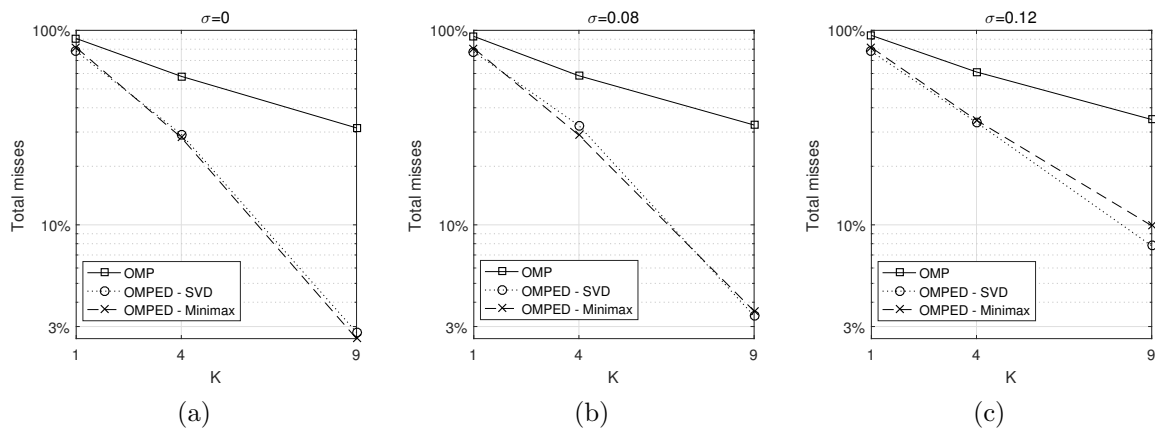 σ=0
100%
10%
3%
Total misses
1 4 9
K
OMP
OMPED - SVD
OMPED - Minimax
(a)
σ=0.08
100%
10%
3%
Total misses
1 4 9
K
OMP
OMPED - SVD
OMPED - Minimax
(b)
σ=0.12
100%
10%
3%
Total misses
1 4 9
K
OMP
OMPED - SVD
OMPED - Minimax
(c)